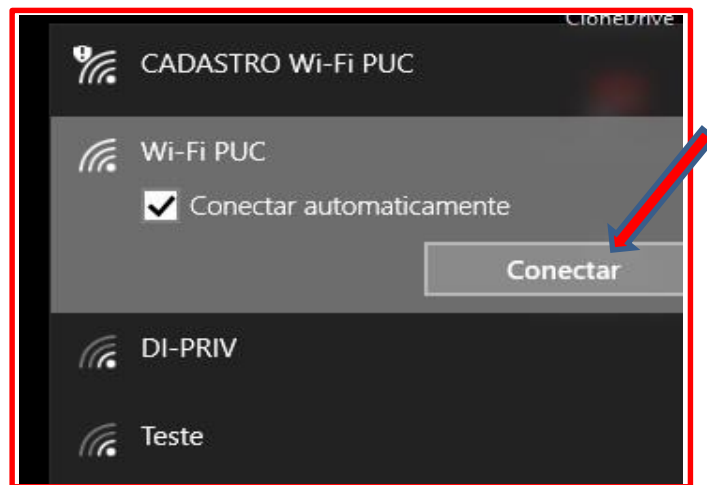 CloneDrive
CADASTRO Wi-Fi PUC
Wi-Fi PUC
Conectar automaticamente
Conectar
DI-PRIV
Teste